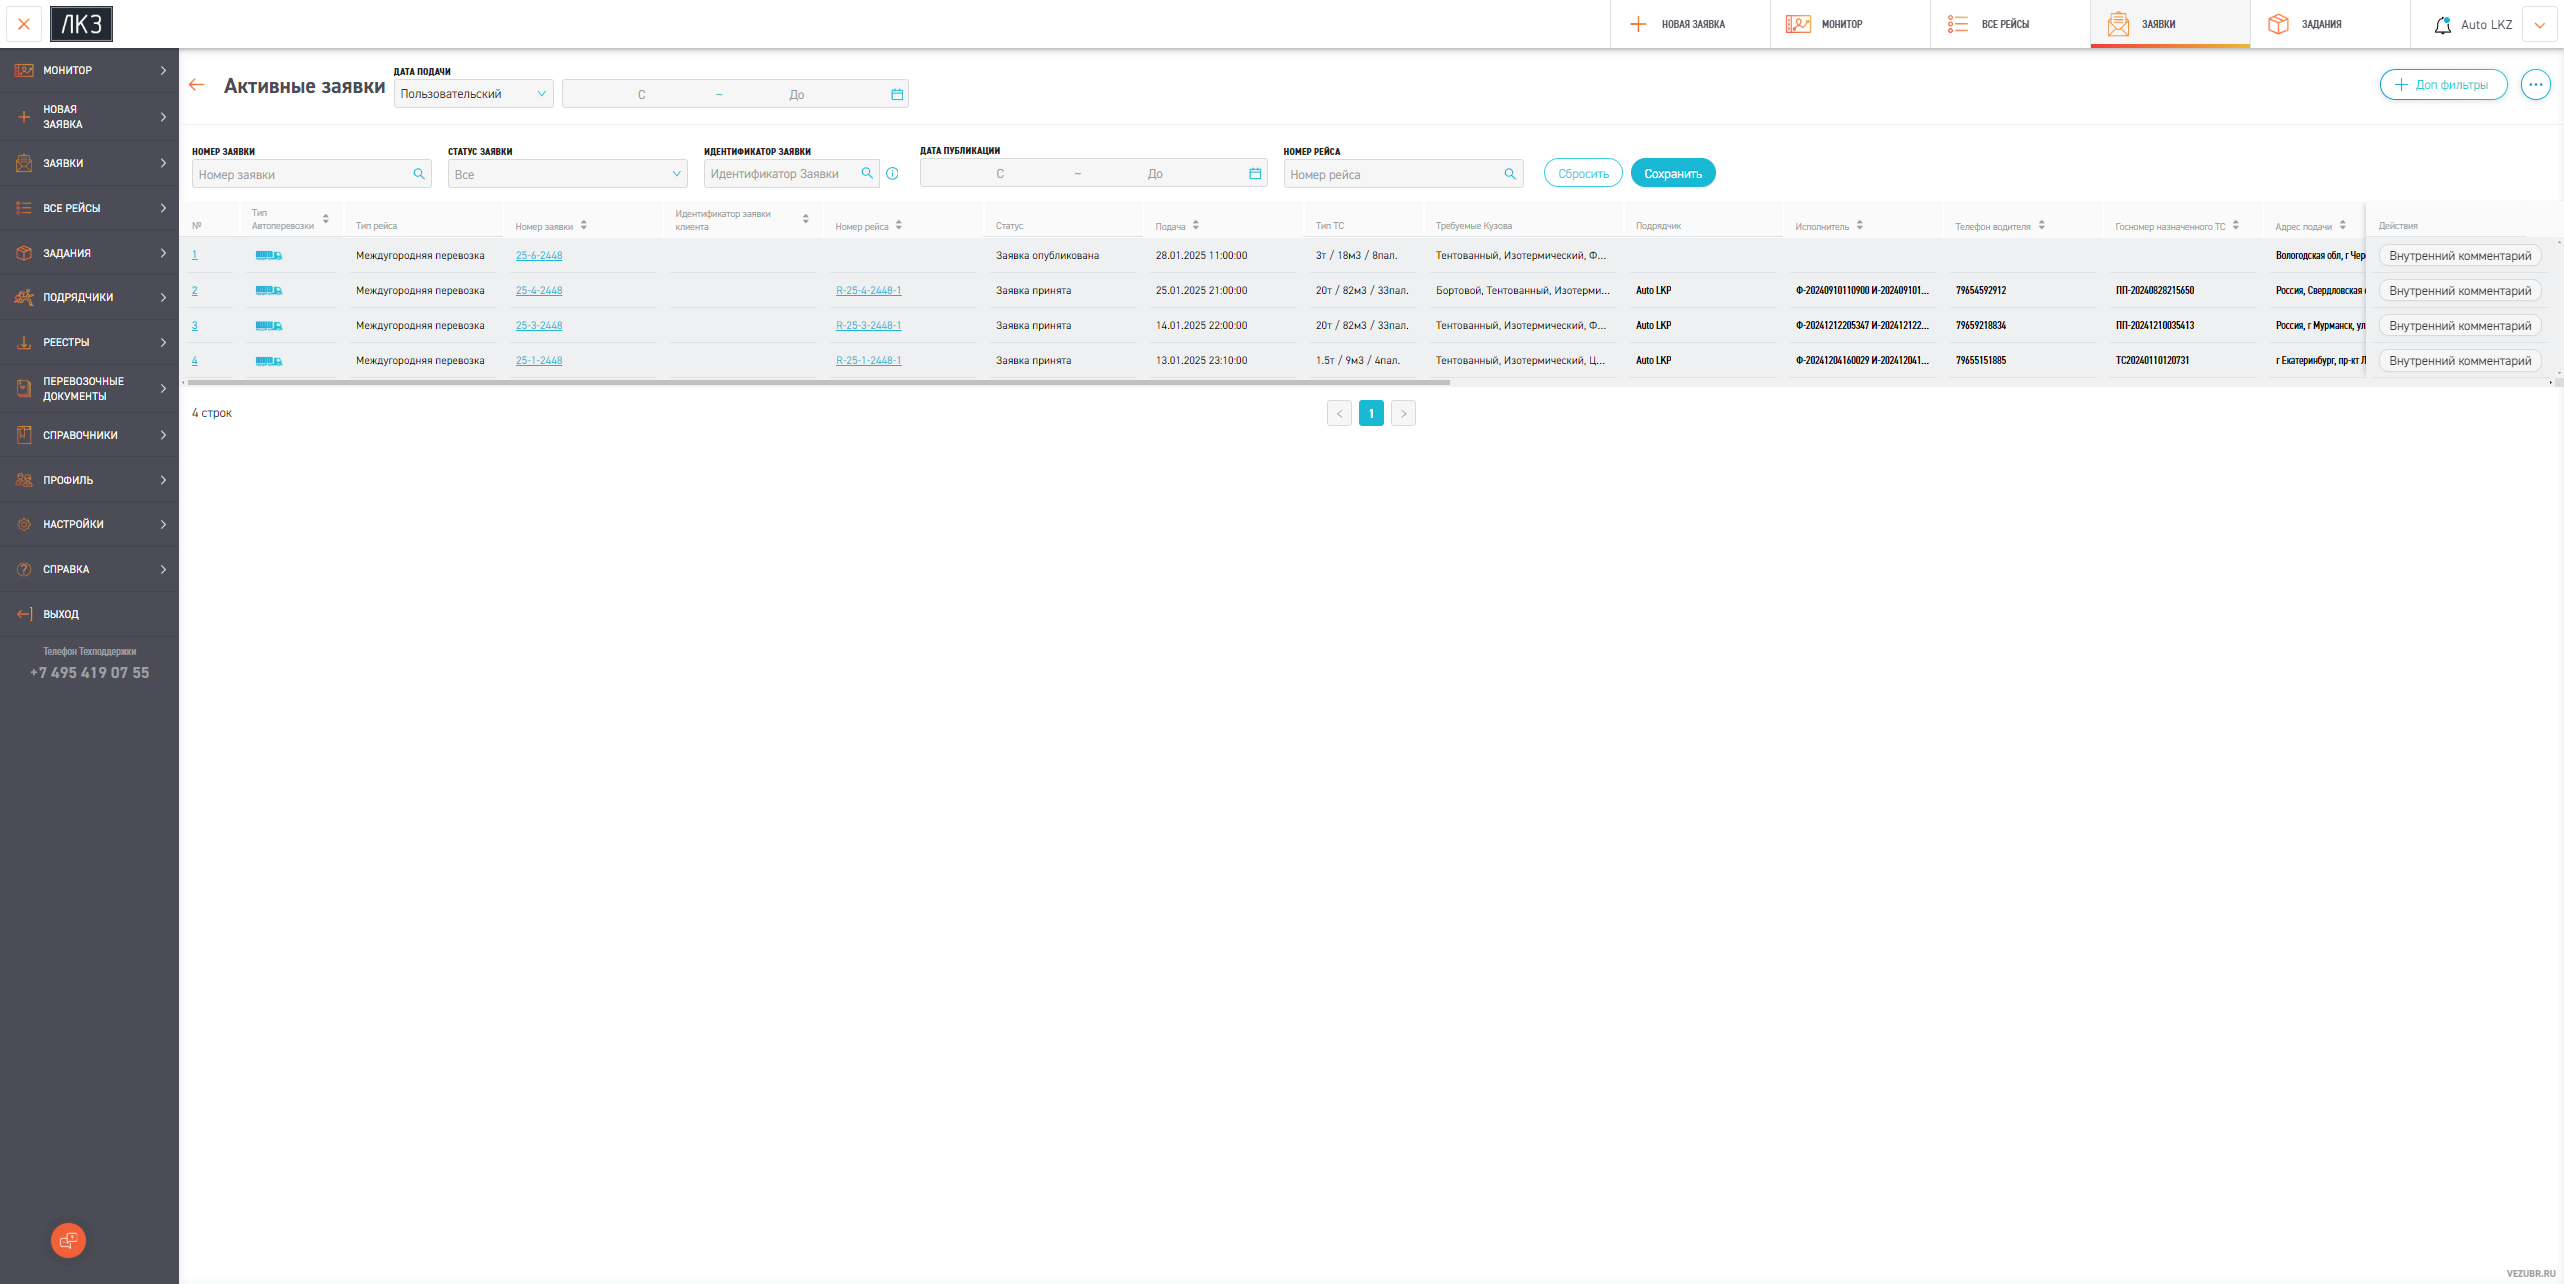 ЛКЗ
НОВАЯ ЗАЯВКА
МОНИТОР
ВСЕ РЕЙСЫ
ЗАЯВКИ
ЗАДАНИЯ
Auto LKZ
МОНИТОР
НОВАЯ
ЗАЯВКА
ЗАЯВКИ
ВСЕ РЕЙСЫ
ЗАДАНИЯ
ПОДРЯДЧИКИ
РЕЕСТРЫ
ПЕРЕВОЗОЧНЫЕ
ДОКУМЕНТЫ
СПРАВОЧНИКИ
ПРОФИЛЬ
НАСТРОЙКИ
СПРАВКА
ВЫХОД
Телефон Техподдержки
+7 495 419 07 55
Активные заявки
ДАТА ПОДАЧИ
Пользовательский
С ~ До
Доп фильтры
НОМЕР ЗАЯВКИ
Номер заявки
СТАТУС ЗАЯВКИ
Все
ИДЕНТИФИКАТОР ЗАЯВКИ
Идентификатор Заявки
ДАТА ПУБЛИКАЦИИ
С ~ До
НОМЕР РЕЙСА
Номер рейса
Сбросить
Сохранить
№ Тип Автоперевозки Тип рейса Номер заявки Идентификатор заявки клиента Номер рейса Статус Подача Тип ТС Требуемые Кузова Подрядчик Исполнитель Телефон водителя Госномер назначенного ТС Адрес подачи Действия
1 Междугородняя перевозка 25-6-2448 Заявка опубликована 28.01.2025 11:00:00 3т / 18м3 / 8пал. Тентованный, Изотермический, Ф... Вологодская обл, г Чер Внутренний комментарий
2 Междугородняя перевозка 25-4-2448 R-25-4-2448-1 Заявка принята 25.01.2025 21:00:00 20т / 82м3 / 33пал. Бортовой, Тентованный, Изотерми... Auto LKP Ф-20240910110900 И-202409101... 79654592912 ПП-20240828215650 Россия, Свердловская Внутренний комментарий
3 Междугородняя перевозка 25-3-2448 R-25-3-2448-1 Заявка принята 14.01.2025 22:00:00 20т / 82м3 / 33пал. Тентованный, Изотермический, Ф... Auto LKP Ф-20241212205347 И-202412122... 79659218834 ПП-20241210035413 Россия, г Мурманск, ул Внутренний комментарий
4 Междугородняя перевозка 25-1-2448 R-25-1-2448-1 Заявка принята 13.01.2025 23:10:00 1.5т / 9м3 / 4пал. Тентованный, Изотермический, Ц... Auto LKP Ф-20241204160029 И-202412041... 79655151885 ТС20240110120731 г Екатеринбург, пр-кт Л Внутренний комментарий
4 строк
< 1 >
VEZUBR.RU